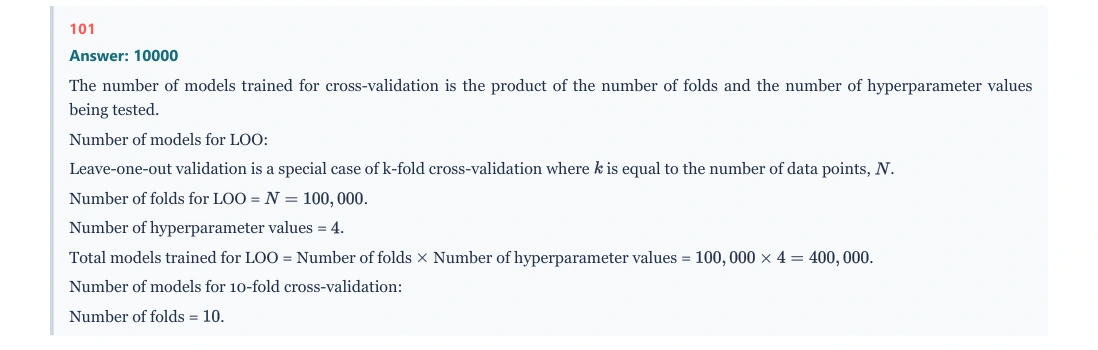 101
Answer: 10000
The number of models trained for cross-validation is the product of the number of folds and the number of hyperparameter values
being tested.
Number of models for LOO:
Leave-one-out validation is a special case of k-fold cross-validation where k is equal to the number of data points, N.
Number of folds for LOO = N = 100, 000.
Number of hyperparameter values = 4.
Total models trained for LOO = Number of folds × Number of hyperparameter values = 100, 000 × 4 = 400, 000.
Number of models for 10-fold cross-validation:
Number of folds = 10.